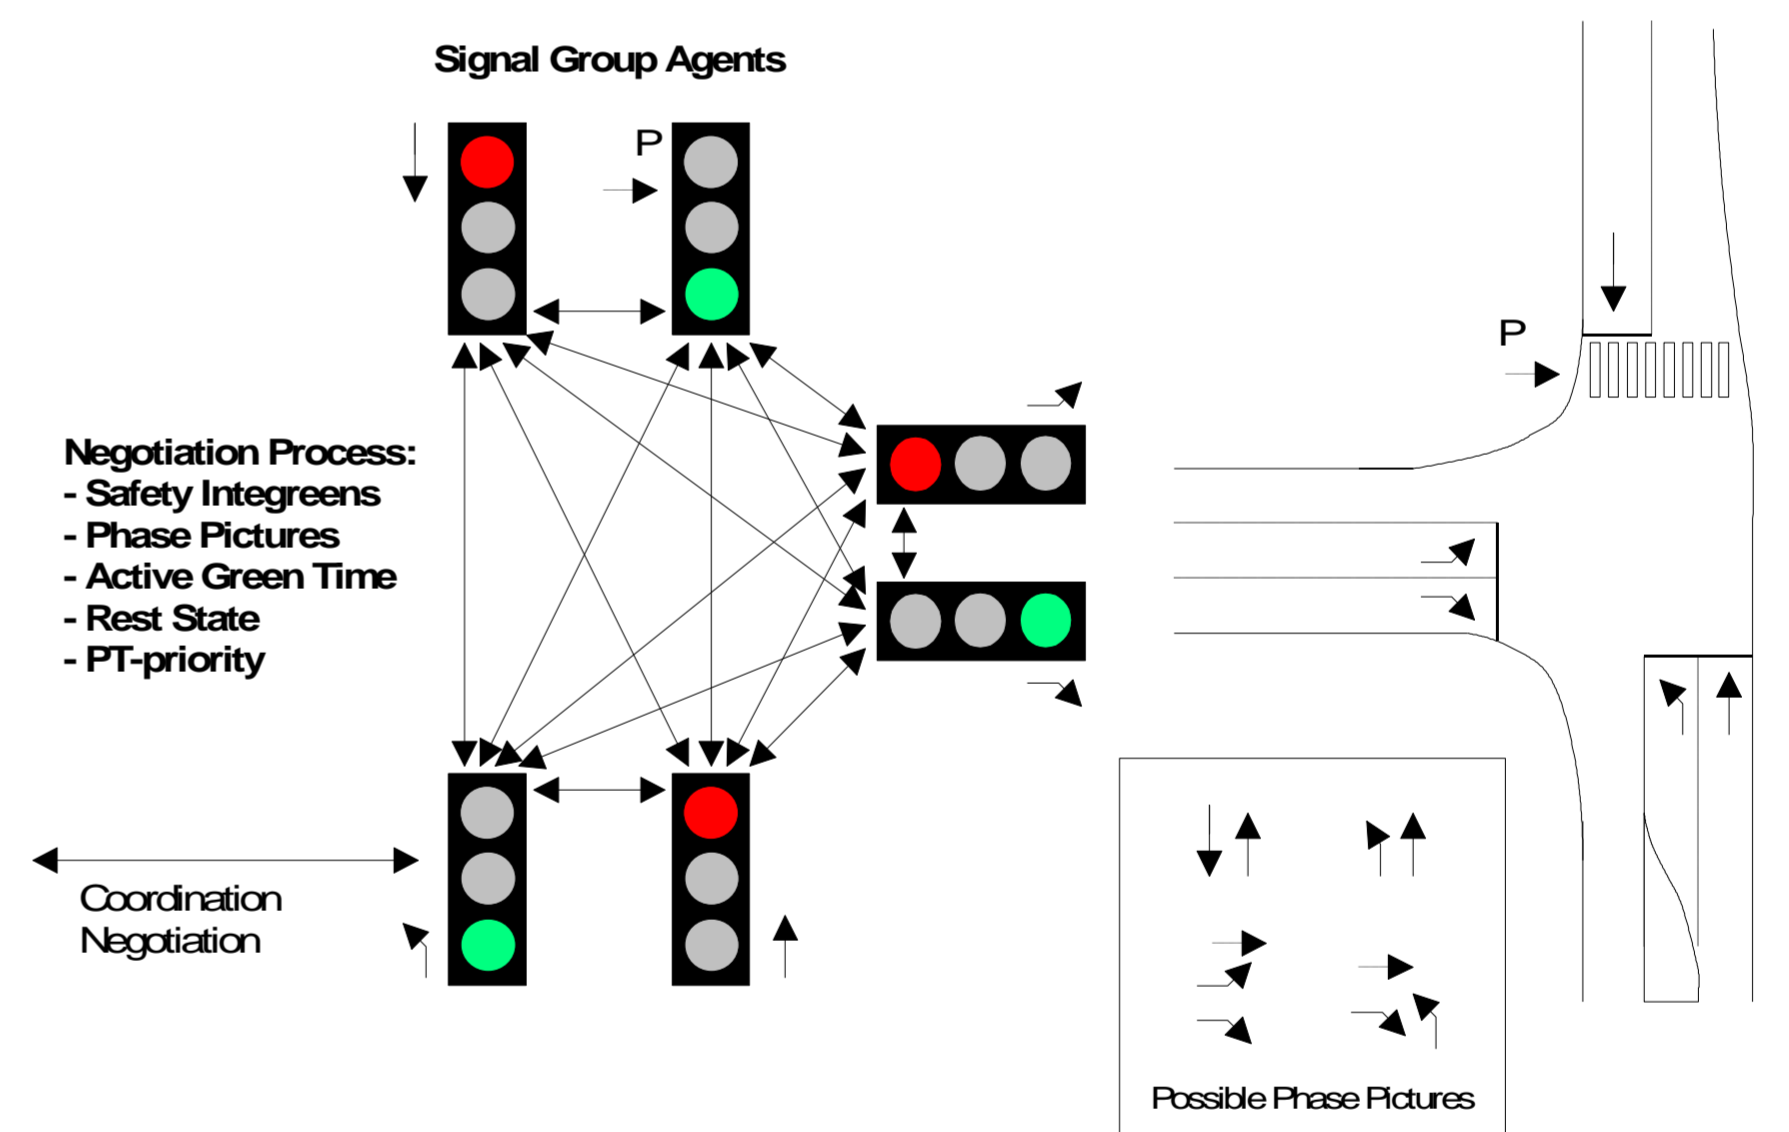 Signal Group Agents
P
P
Negotiation Process:
- Safety Integreens
- Phase Pictures
- Active Green Time
- Rest State
- PT-priority
Coordination
Negotiation
Possible Phase Pictures